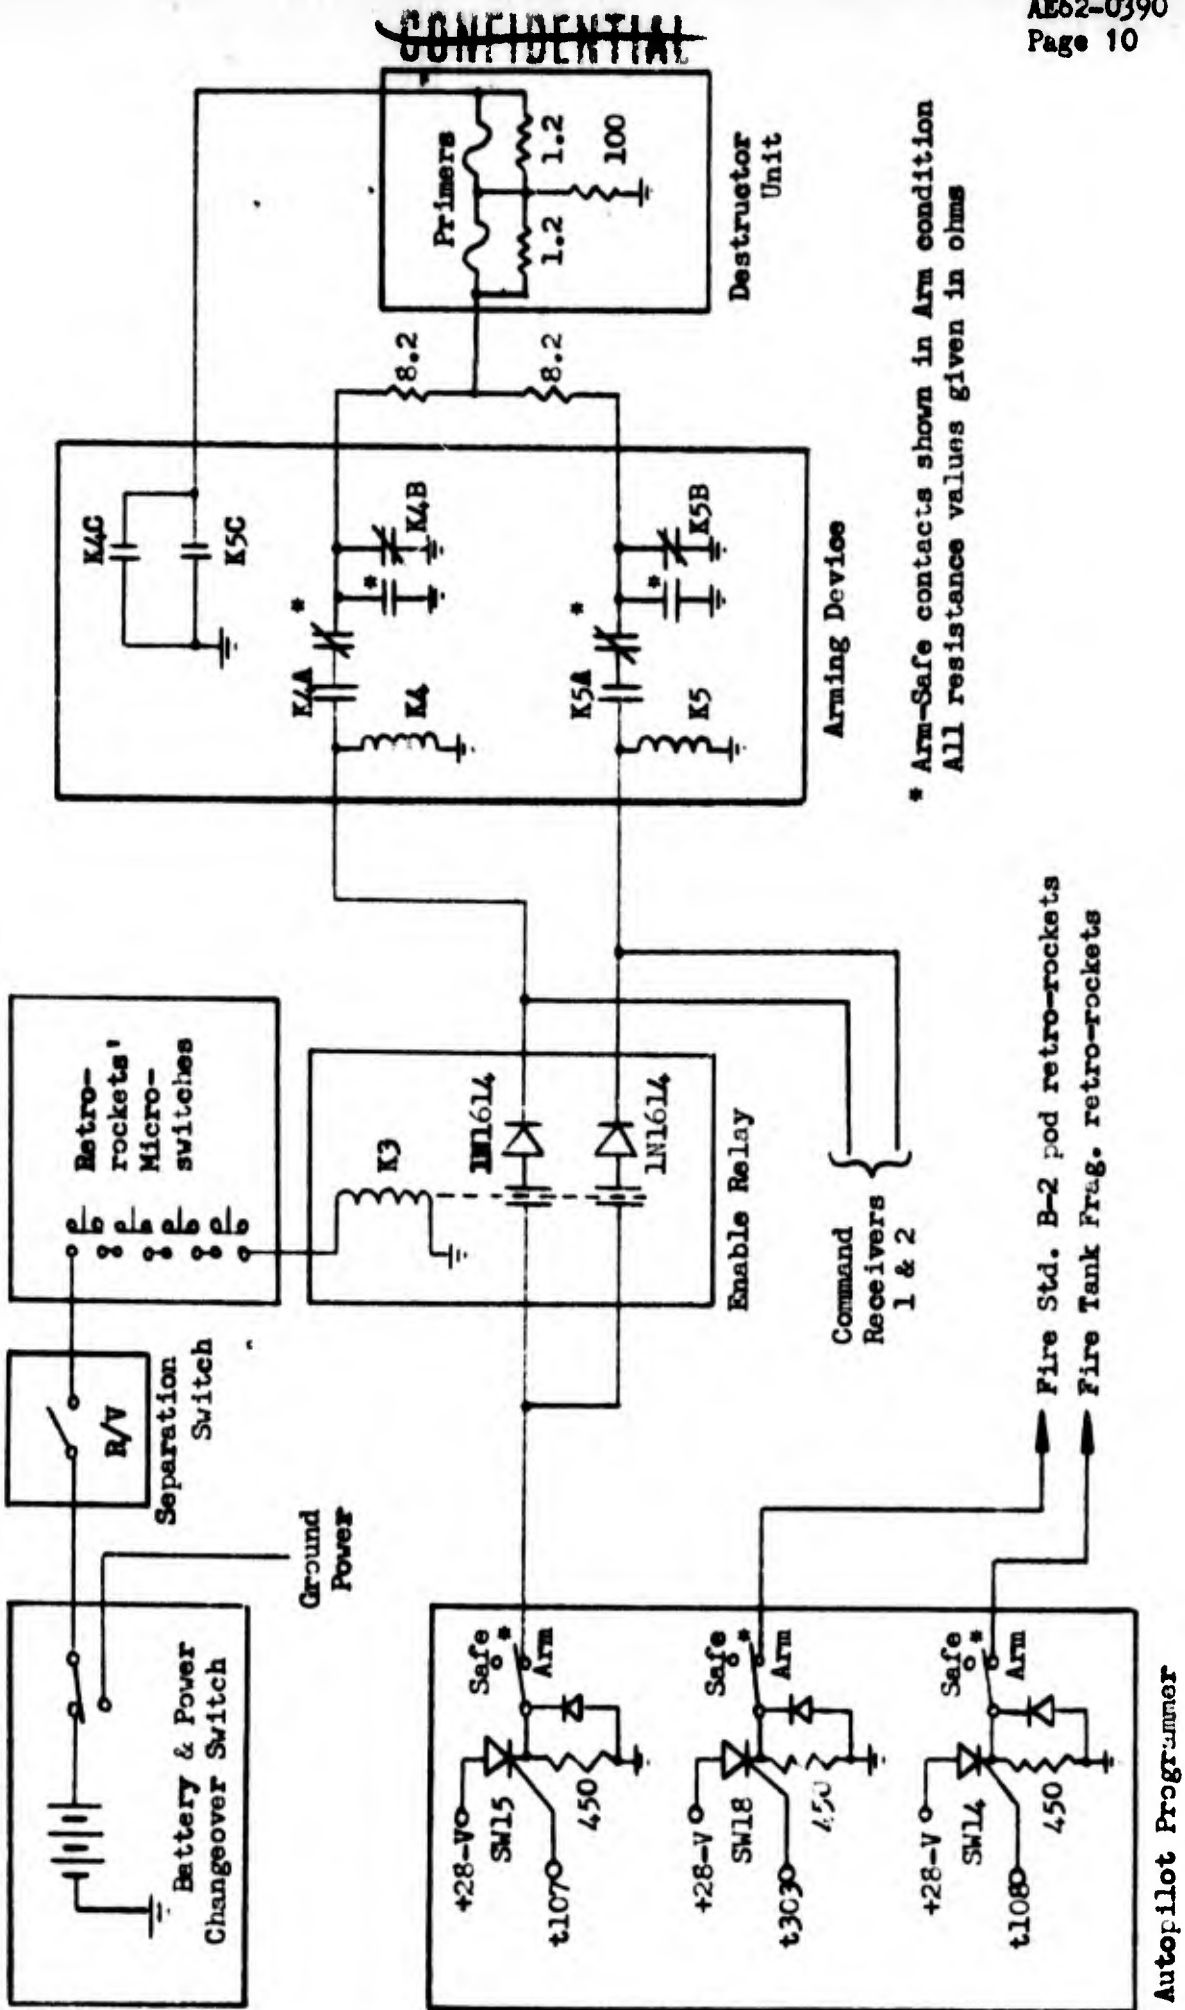 CONFIDENTIAL
AE62-0390
Page 10
Battery & Power
Changeover Switch
Ground
Power
R/V
Separation
Switch
Retro-
rockets'
Micro-
switches
K3
1N1614
1N1614
Enable Relay
Command
Receivers
1 & 2
K4C
K5C
K4A
*
*
K4B
K4
K5A
*
*
K5B
K5
Arming Device
8.2
8.2
Primers
1.2
1.2
100
Destructor
Unit
+28-V
SW15
t107
450
Safe
*
Arm
+28-V
SW18
t303
450
Safe
*
Arm
+28-V
SW14
t108
450
Safe
*
Arm
Autopilot Programmer
Fire Std. B-2 pod retro-rockets
Fire Tank Frag. retro-rockets
* Arm-Safe contacts shown in Arm condition
All resistance values given in ohms